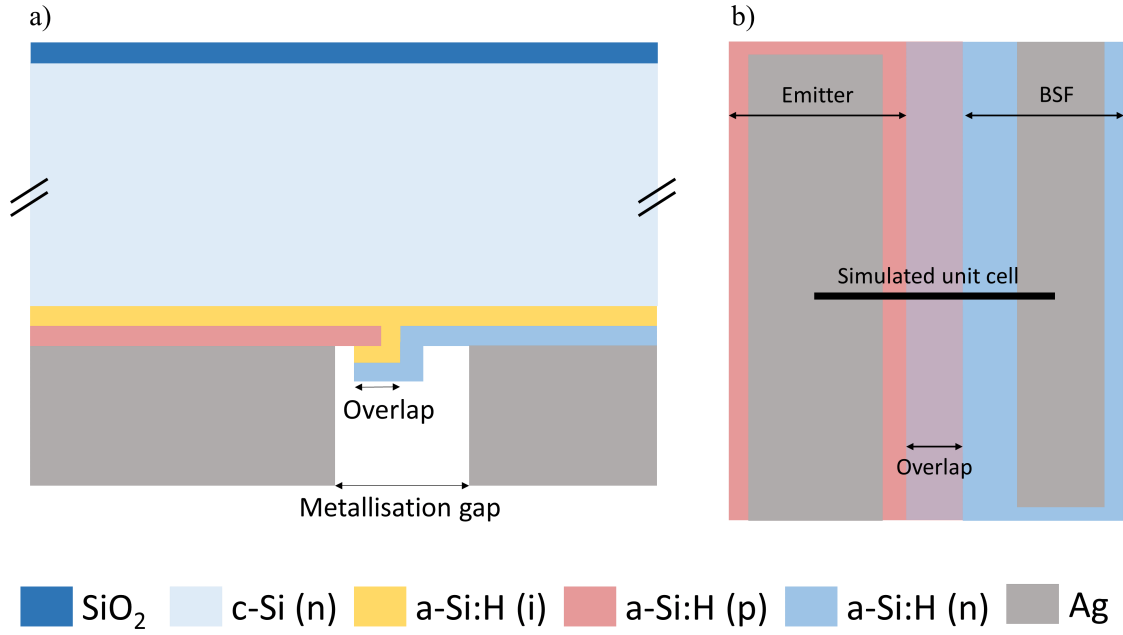 a)
b)
Emitter
BSF
Simulated unit cell
Overlap
Overlap
Metallisation gap
SiO₂
c-Si (n)
a-Si:H (i)
a-Si:H (p)
a-Si:H (n)
Ag